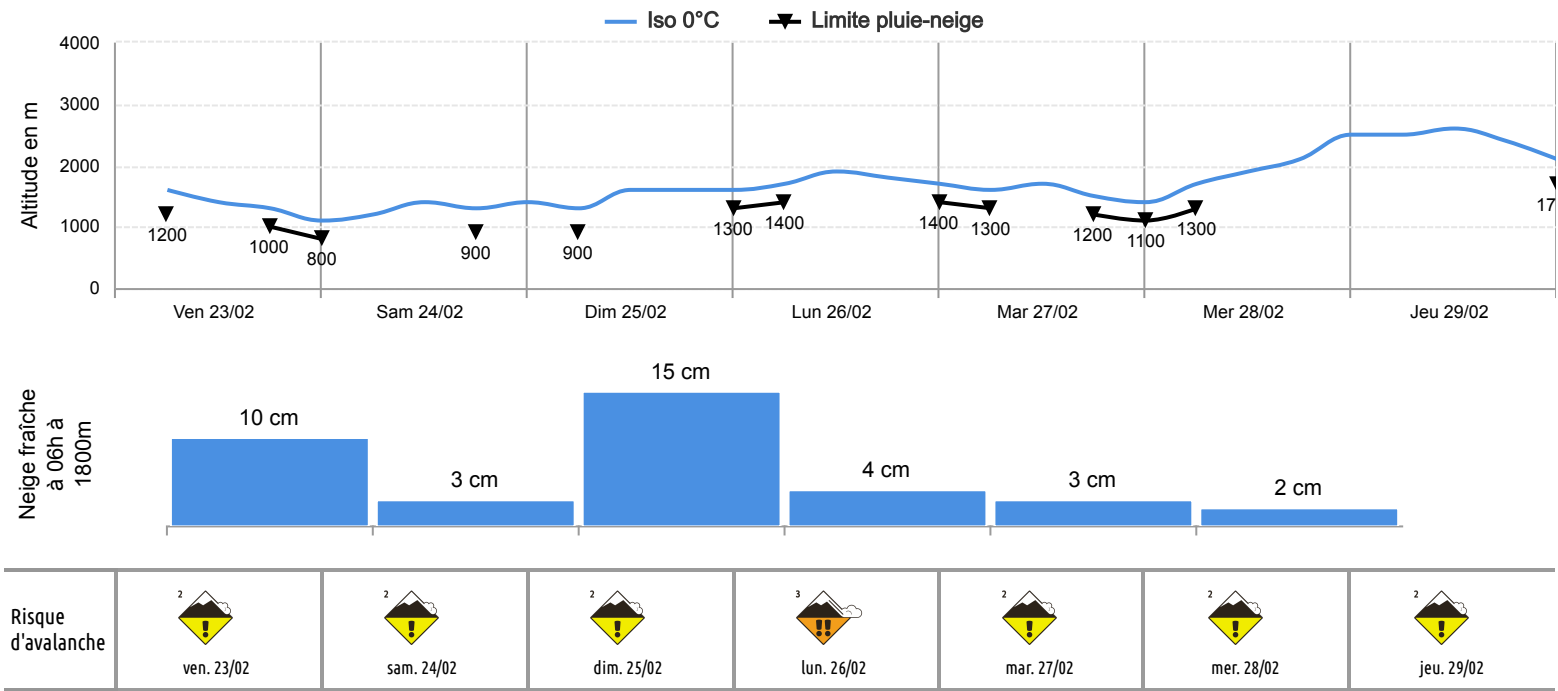 Iso 0°C Limite pluie-neige
Altitude en m
4000
3000
2000
1000
0
1200
1000
800
900
900
1300
1400
1400
1300
1200
1100
1300
17
Ven 23/02 Sam 24/02 Dim 25/02 Lun 26/02 Mar 27/02 Mer 28/02 Jeu 29/02
Neige fraîche
à 06h à
1800m
10 cm
3 cm
15 cm
4 cm
3 cm
2 cm
Risque
d'avalanche
2
!
ven. 23/02
2
!
sam. 24/02
2
!
dim. 25/02
3
!!
lun. 26/02
2
!
mar. 27/02
2
!
mer. 28/02
2
!
jeu. 29/02